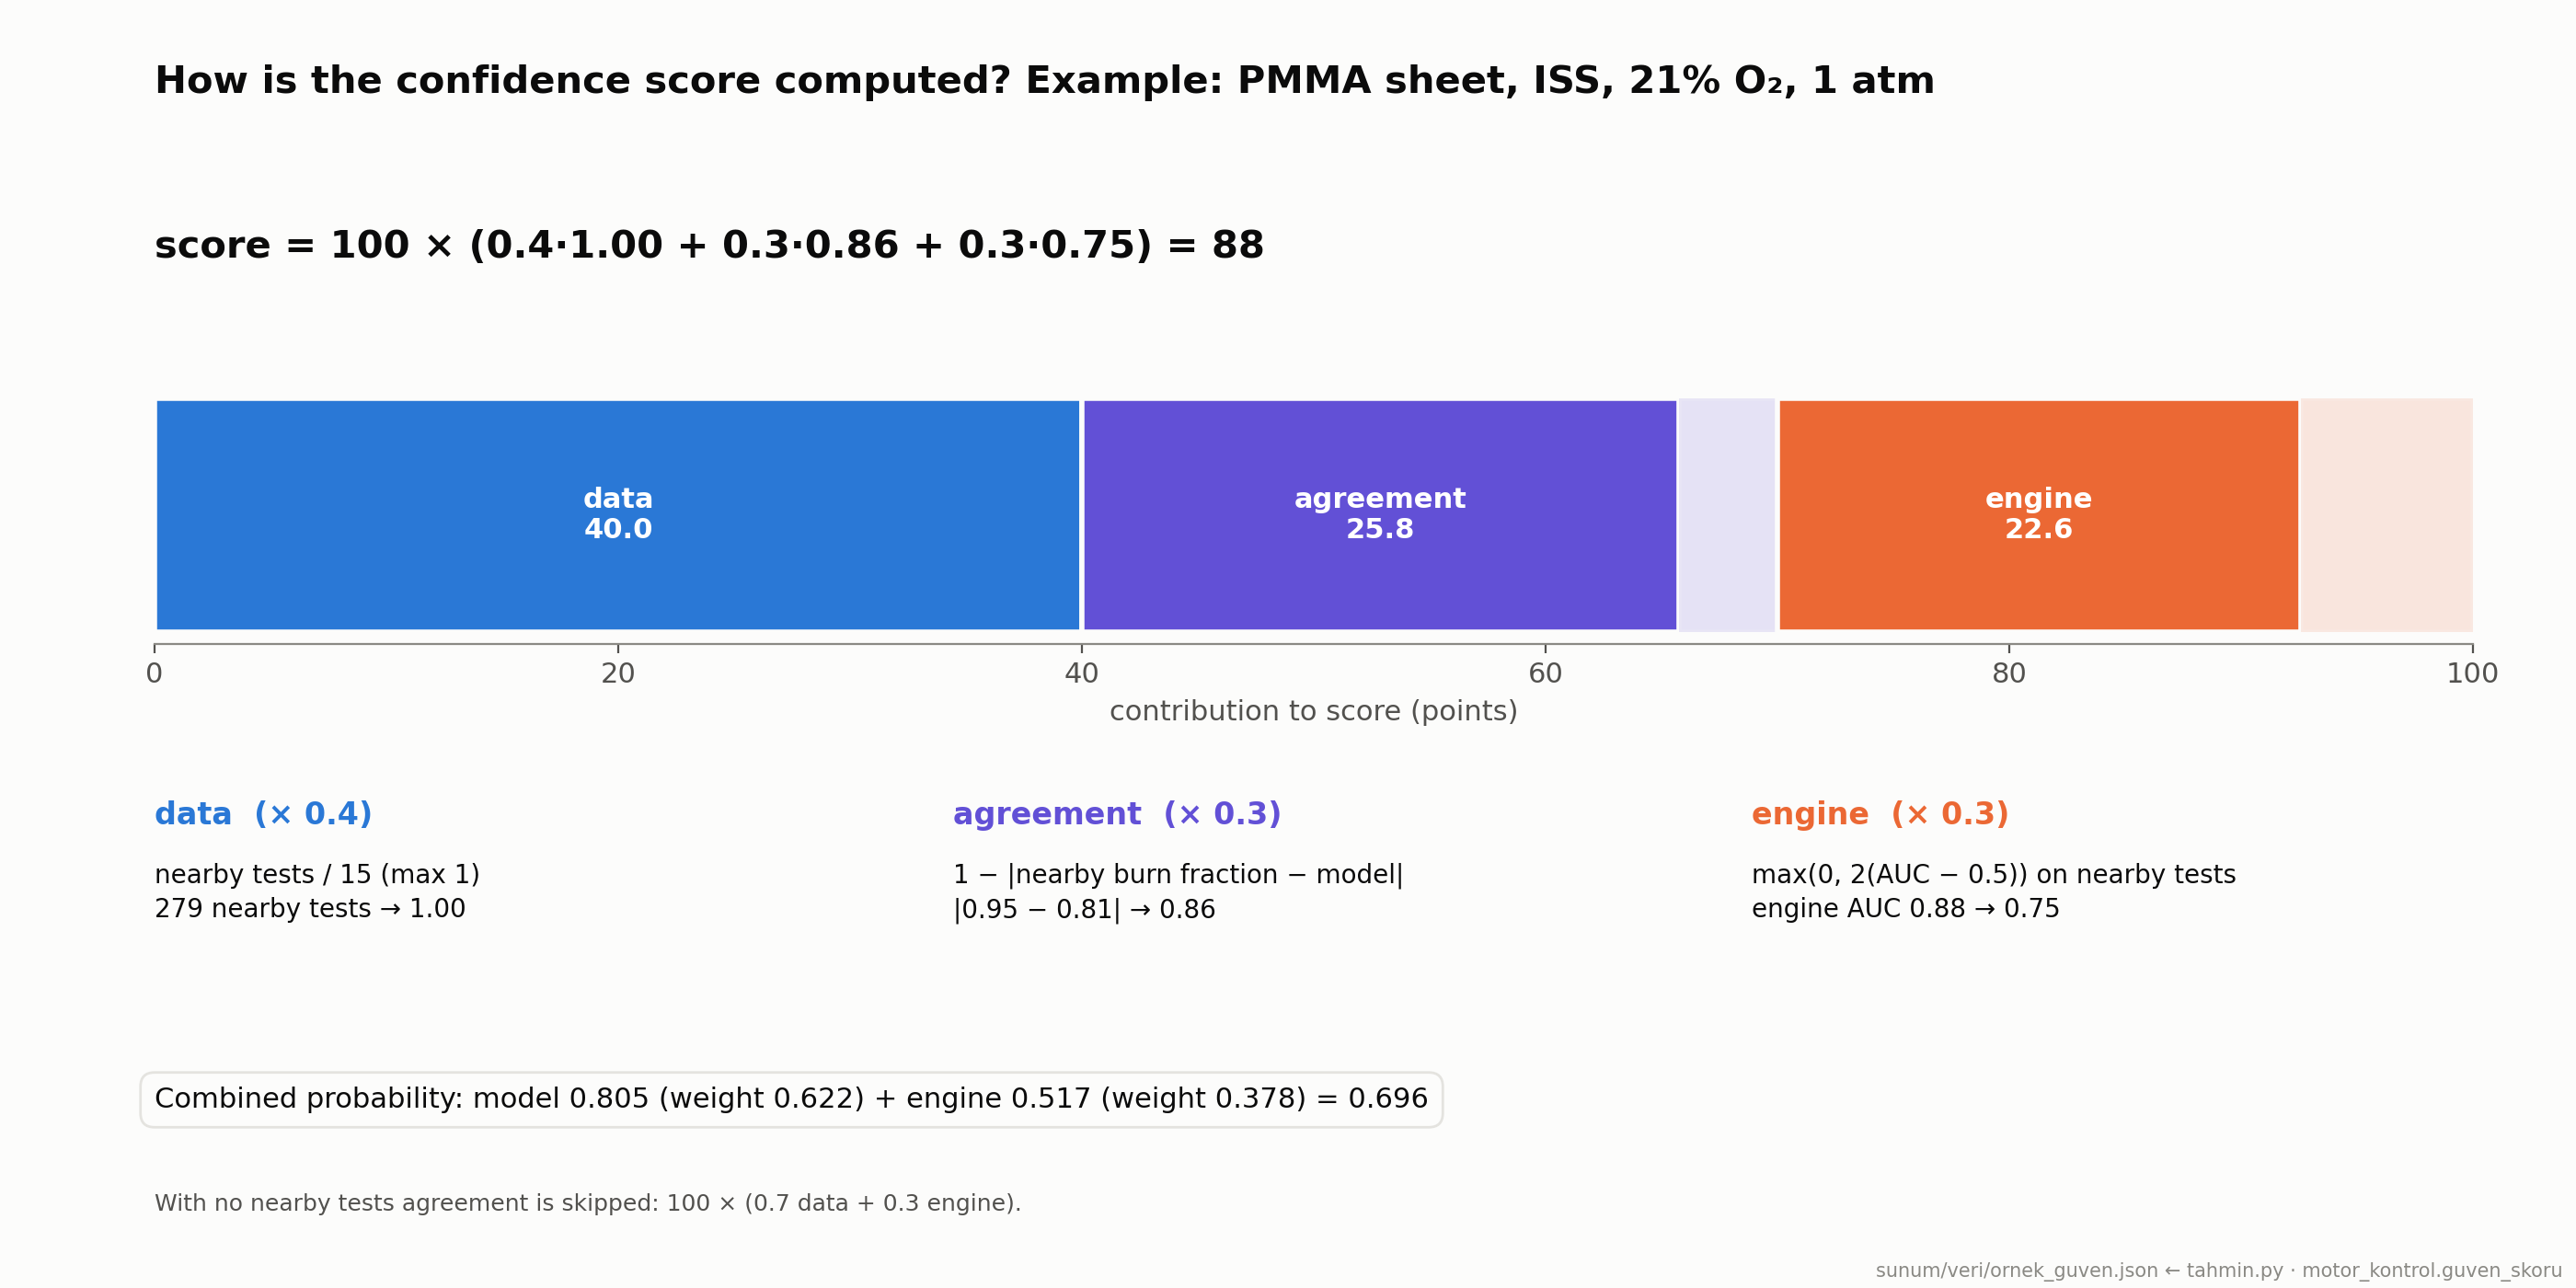 How is the confidence score computed? Example: PMMA sheet, ISS, 21% O₂, 1 atm
score = 100 × (0.4·1.00 + 0.3·0.86 + 0.3·0.75) = 88
data
40.0
agreement
25.8
engine
22.6
0 20 40 60 80 100
contribution to score (points)
data (× 0.4)
nearby tests / 15 (max 1)
279 nearby tests → 1.00
agreement (× 0.3)
1 − |nearby burn fraction − model|
|0.95 − 0.81| → 0.86
engine (× 0.3)
max(0, 2(AUC − 0.5)) on nearby tests
engine AUC 0.88 → 0.75
Combined probability: model 0.805 (weight 0.622) + engine 0.517 (weight 0.378) = 0.696
With no nearby tests agreement is skipped: 100 × (0.7 data + 0.3 engine).
sunum/veri/ornek_guven.json ← tahmin.py · motor_kontrol.guven_skoru